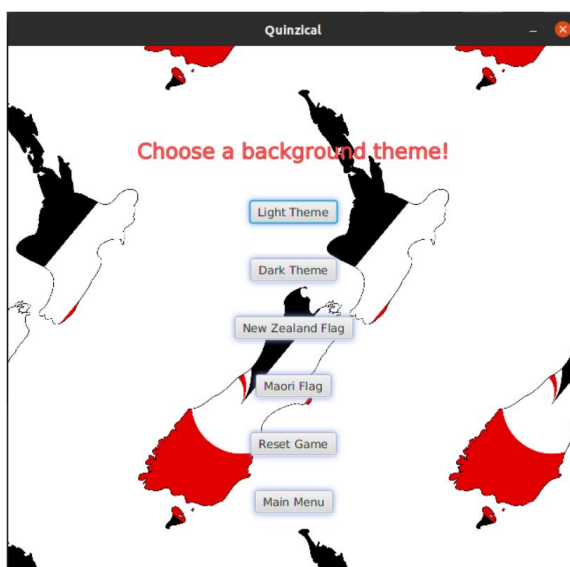 Quinzical
Choose a background theme!
Light Theme
Dark Theme
New Zealand Flag
Maori Flag
Reset Game
Main Menu